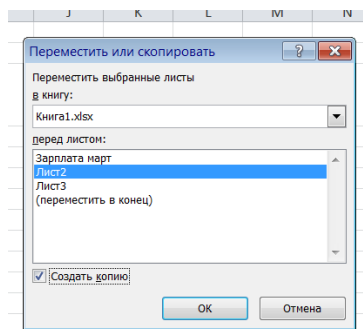 J K L M N
Переместить или скопировать
Переместить выбранные листы
в книгу:
Книга1.xlsx
перед листом:
Зарплата март
Лист2
Лист3
(переместить в конец)
Создать копию
ОК Отмена